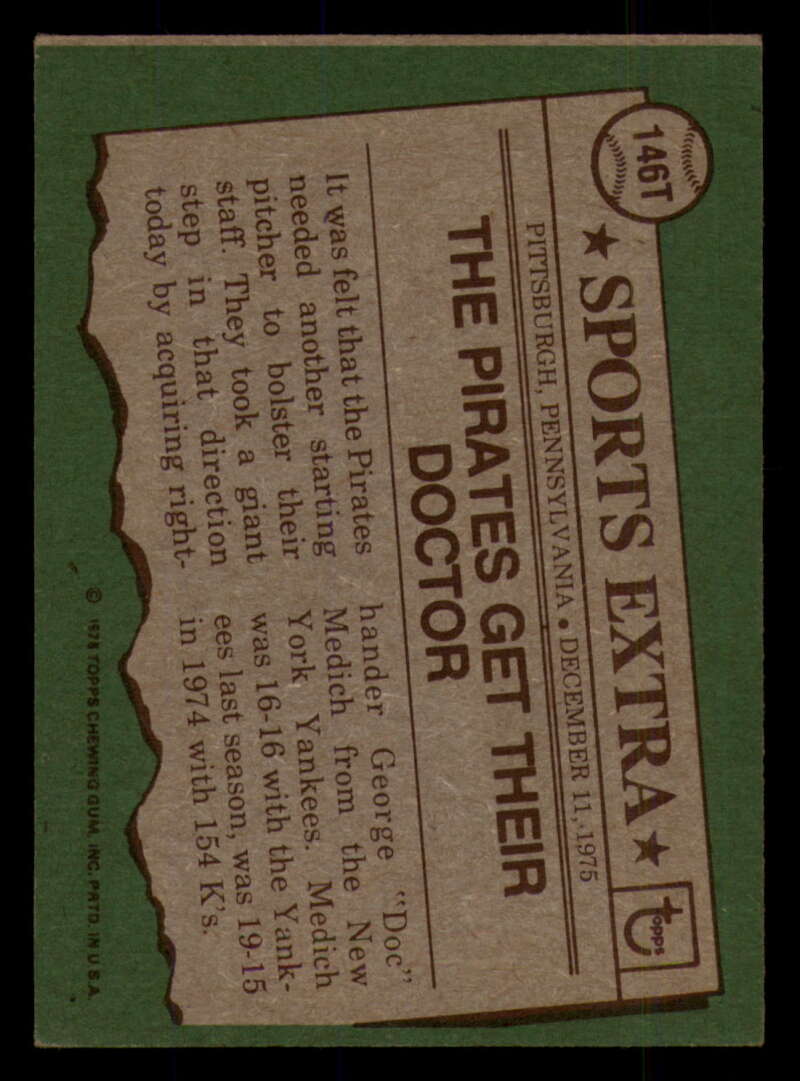 146T
★ SPORTS EXTRA ★
topps
PITTSBURGH, PENNSYLVANIA • DECEMBER 11, 1975
THE PIRATES GET THEIR
DOCTOR
It was felt that the Pirates
needed another starting
pitcher to bolster their
staff. They took a giant
step in that direction
today by acquiring right-
hander George "Doc"
Medich from the New
York Yankees. Medich
was 16-16 with the Yank-
ees last season, was 19-15
in 1974 with 154 K's.
© 1976 TOPPS CHEWING GUM, INC. PRTD. IN U.S.A.